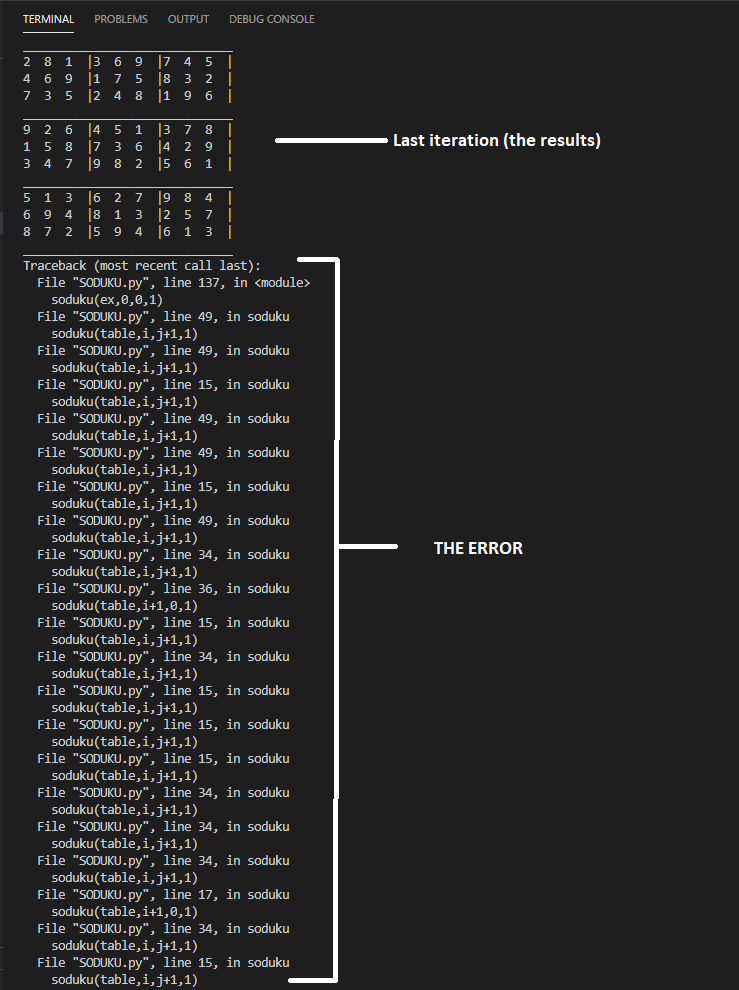 TERMINAL PROBLEMS OUTPUT DEBUG CONSOLE
2 8 1 |3 6 9 |7 4 5 |
4 6 9 |1 7 5 |8 3 2 |
7 3 5 |2 4 8 |1 9 6 |
9 2 6 |4 5 1 |3 7 8 |
1 5 8 |7 3 6 |4 2 9 |
3 4 7 |9 8 2 |5 6 1 |
Last iteration (the results)
5 1 3 |6 2 7 |9 8 4 |
6 9 4 |8 1 3 |2 5 7 |
8 7 2 |5 9 4 |6 1 3 |
Traceback (most recent call last):
File "SODUKU.py", line 137, in <module>
soduku(ex,0,0,1)
File "SODUKU.py", line 49, in soduku
soduku(table,i,j+1,1)
File "SODUKU.py", line 49, in soduku
soduku(table,i,j+1,1)
File "SODUKU.py", line 15, in soduku
soduku(table,i,j+1,1)
File "SODUKU.py", line 49, in soduku
soduku(table,i,j+1,1)
File "SODUKU.py", line 49, in soduku
soduku(table,i,j+1,1)
File "SODUKU.py", line 15, in soduku
soduku(table,i,j+1,1)
File "SODUKU.py", line 49, in soduku
soduku(table,i,j+1,1)
File "SODUKU.py", line 34, in soduku
soduku(table,i,j+1,1)
File "SODUKU.py", line 36, in soduku
soduku(table,i+1,0,1)
File "SODUKU.py", line 15, in soduku
soduku(table,i,j+1,1)
File "SODUKU.py", line 34, in soduku
soduku(table,i,j+1,1)
File "SODUKU.py", line 15, in soduku
soduku(table,i,j+1,1)
File "SODUKU.py", line 15, in soduku
soduku(table,i,j+1,1)
File "SODUKU.py", line 15, in soduku
soduku(table,i,j+1,1)
File "SODUKU.py", line 34, in soduku
soduku(table,i,j+1,1)
File "SODUKU.py", line 34, in soduku
soduku(table,i,j+1,1)
File "SODUKU.py", line 34, in soduku
soduku(table,i,j+1,1)
File "SODUKU.py", line 17, in soduku
soduku(table,i+1,0,1)
File "SODUKU.py", line 34, in soduku
soduku(table,i,j+1,1)
File "SODUKU.py", line 15, in soduku
soduku(table,i,j+1,1)
THE ERROR